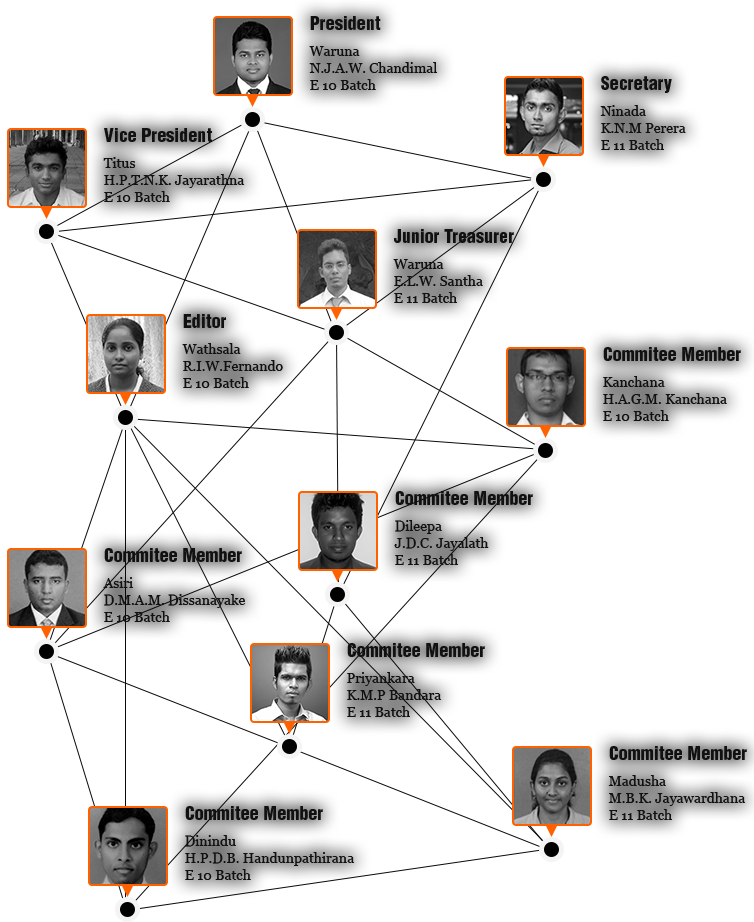 President
Waruna
N.J.A.W. Chandimal
E 10 Batch
Secretary
Ninada
K.N.M Perera
E 11 Batch
Vice President
Titus
H.P.T.N.K. Jayarathna
E 10 Batch
Junior Treasurer
Waruna
E.L.W. Santha
E 11 Batch
Editor
Wathsala
R.I.W.Fernando
E 10 Batch
Commitee Member
Kanchana
H.A.G.M. Kanchana
E 10 Batch
Commitee Member
Dileepa
J.D.C. Jayalath
E 11 Batch
Commitee Member
Asiri
D.M.A.M. Dissanayake
E 10 Batch
Commitee Member
Priyankara
K.M.P Bandara
E 11 Batch
Commitee Member
Madusha
M.B.K. Jayawardhana
E 11 Batch
Commitee Member
Dinindu
H.P.D.B. Handunpathirana
E 10 Batch